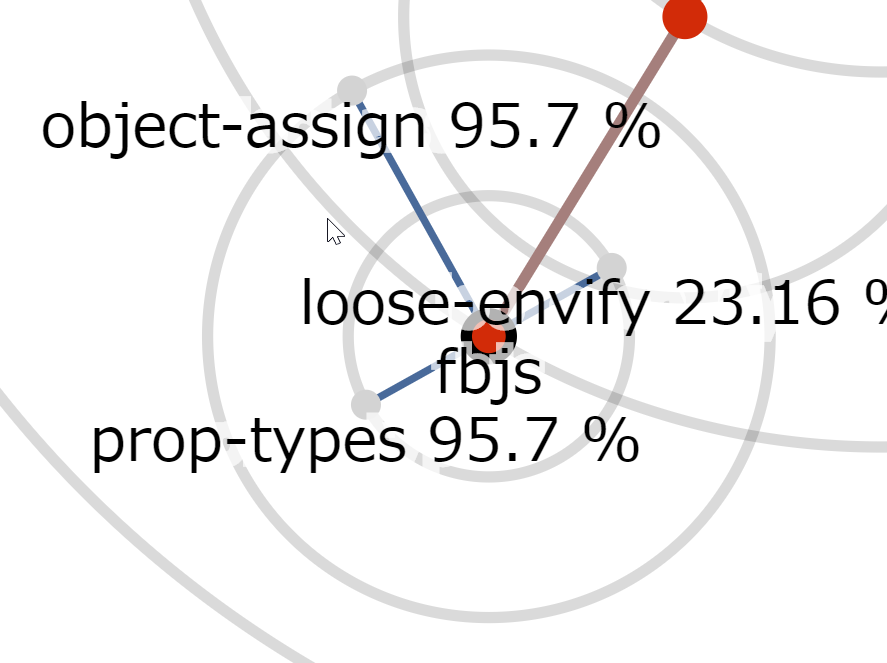 object-assign 95.7 %
loose-envify 23.16 %
fbjs
prop-types 95.7 %